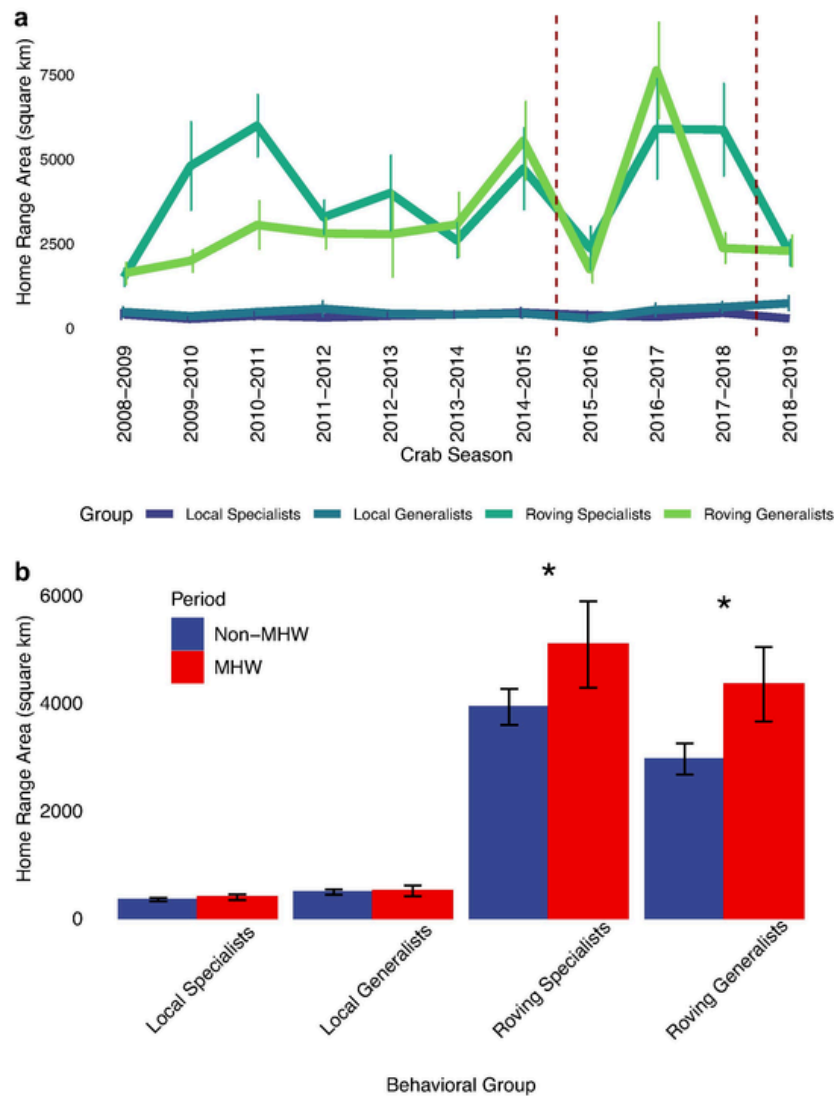 a
Home Range Area (square km)
7500
5000
2500
0
2008–2009
2009–2010
2010–2011
2011–2012
2012–2013
2013–2014
2014–2015
2015–2016
2016–2017
2017–2018
2018–2019
Crab Season
Group Local Specialists Local Generalists Roving Specialists Roving Generalists
b
Home Range Area (square km)
6000
4000
2000
0
Period
Non−MHW
MHW
*
*
Local Specialists
Local Generalists
Roving Specialists
Roving Generalists
Behavioral Group